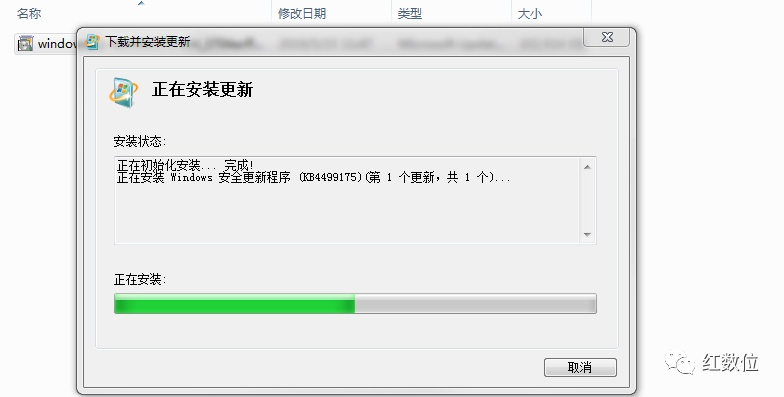 名称 修改日期 类型 大小
window
下载并安装更新
正在安装更新
安装状态:
正在初始化安装... 完成!
正在安装 Windows 安全更新程序 (KB4499175)(第 1 个更新，共 1 个)...
正在安装:
取消
红数位